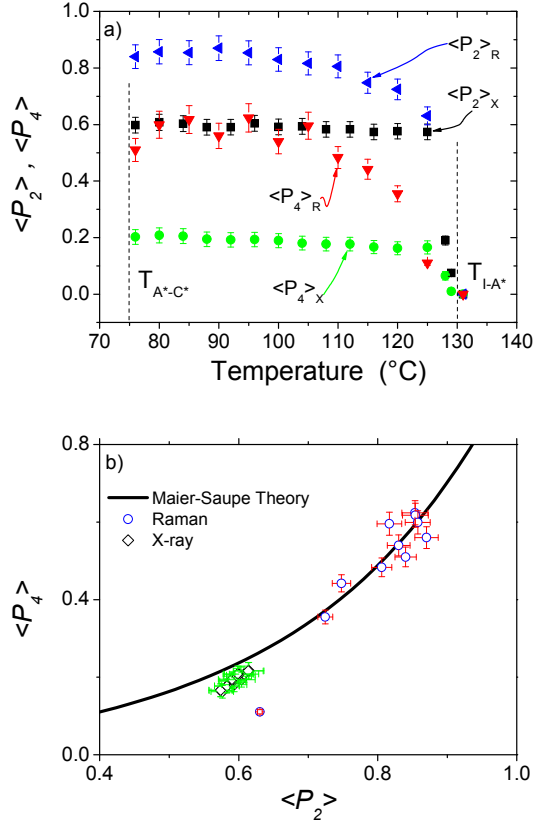 a)
<P2>, <P4>
1.0
0.8
0.6
0.4
0.2
0.0
<P2>R
<P2>X
<P4>R
<P4>X
TA*-C*
TI-A*
70 80 90 100 110 120 130 140
Temperature (°C)
b)
<P4>
0.8
0.4
0.0
Maier-Saupe Theory
Raman
X-ray
0.4 0.6 0.8 1.0
<P2>